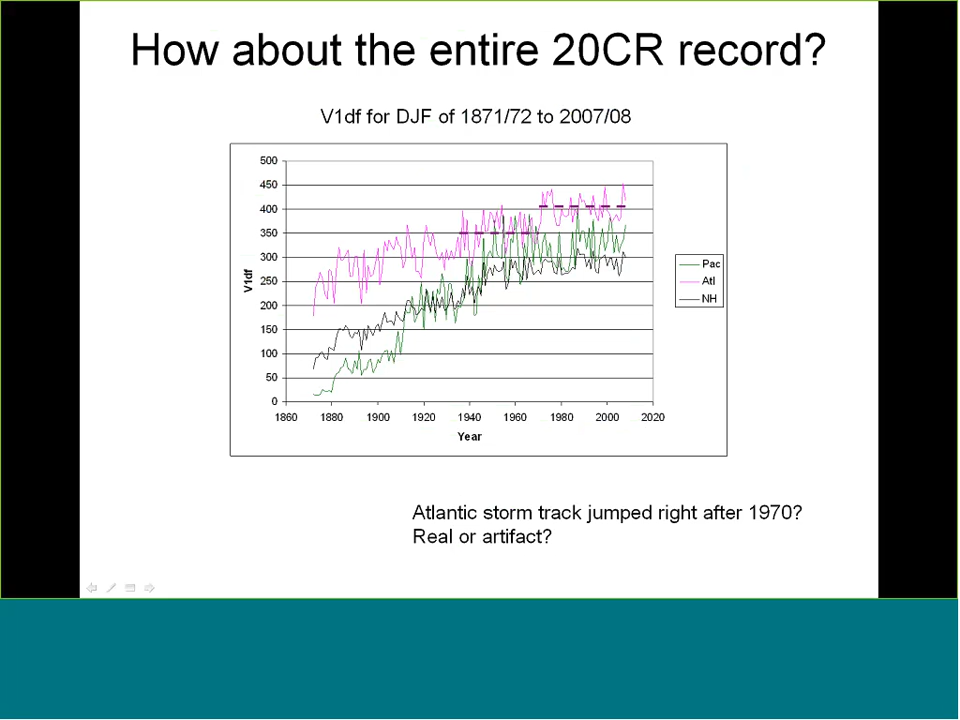 How about the entire 20CR record?
V1df for DJF of 1871/72 to 2007/08
500
450
400
350
300
250
200
150
100
50
0
V1df
1860 1880 1900 1920 1940 1960 1980 2000 2020
Year
Pac
Atl
NH
Atlantic storm track jumped right after 1970?
Real or artifact?